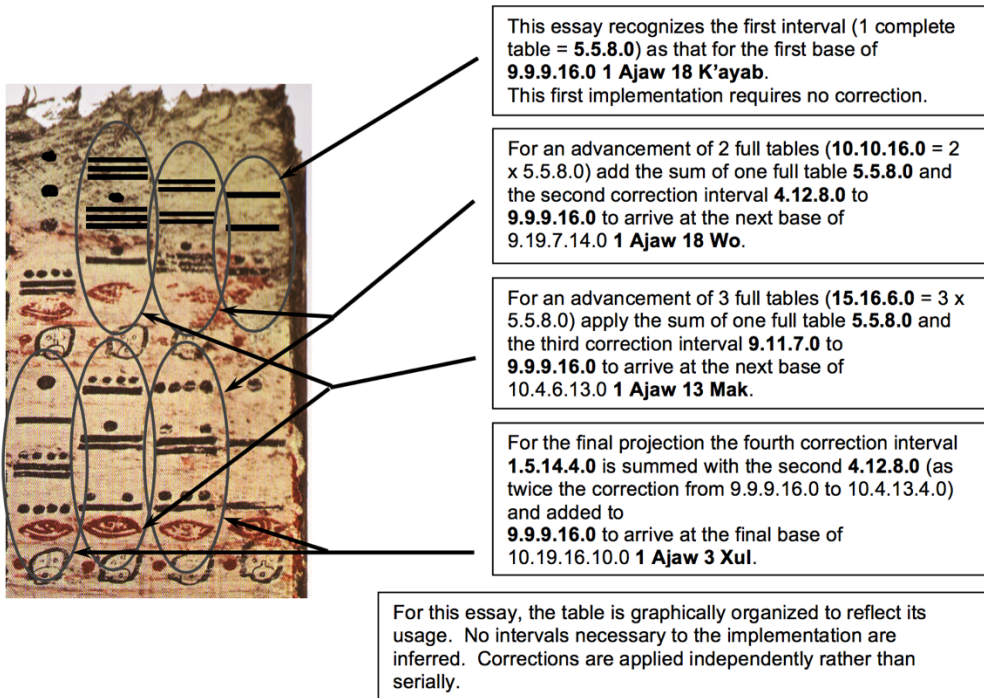 This essay recognizes the first interval (1 complete
table = 5.5.8.0) as that for the first base of
9.9.9.16.0 1 Ajaw 18 K’ayab.
This first implementation requires no correction.
For an advancement of 2 full tables (10.10.16.0 = 2
x 5.5.8.0) add the sum of one full table 5.5.8.0 and
the second correction interval 4.12.8.0 to
9.9.9.16.0 to arrive at the next base of
9.19.7.14.0 1 Ajaw 18 Wo.
For an advancement of 3 full tables (15.16.6.0 = 3 x
5.5.8.0) apply the sum of one full table 5.5.8.0 and
the third correction interval 9.11.7.0 to
9.9.9.16.0 to arrive at the next base of
10.4.6.13.0 1 Ajaw 13 Mak.
For the final projection the fourth correction interval
1.5.14.4.0 is summed with the second 4.12.8.0 (as
twice the correction from 9.9.9.16.0 to 10.4.13.4.0)
and added to
9.9.9.16.0 to arrive at the final base of
10.19.16.10.0 1 Ajaw 3 Xul.
For this essay, the table is graphically organized to reflect its
usage.  No intervals necessary to the implementation are
inferred.  Corrections are applied independently rather than
serially.